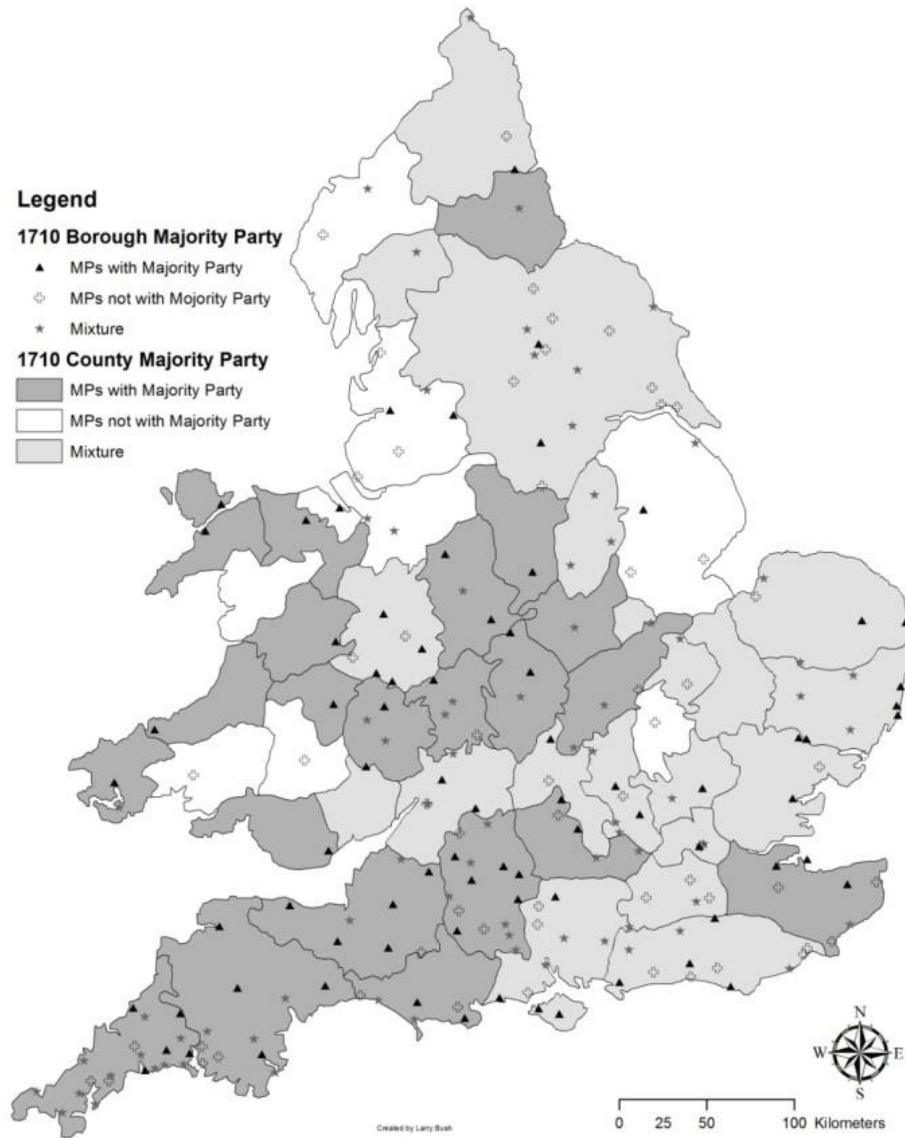 Legend
1710 Borough Majority Party
MPs with Majority Party
MPs not with Mojority Party
Mixture
1710 County Majority Party
MPs with Majority Party
MPs not with Majority Party
Mixture
N
W E
S
0 25 50 100 Kilometers
Created by Larry Bush